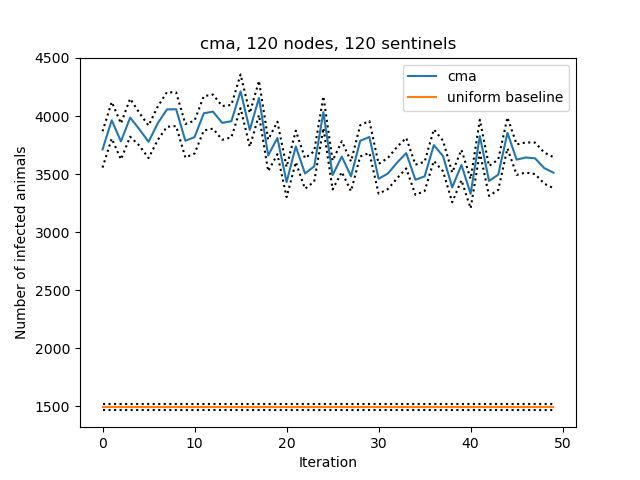 cma, 120 nodes, 120 sentinels
cma
uniform baseline
Number of infected animals
4500
4000
3500
3000
2500
2000
1500
0 10 20 30 40 50
Iteration